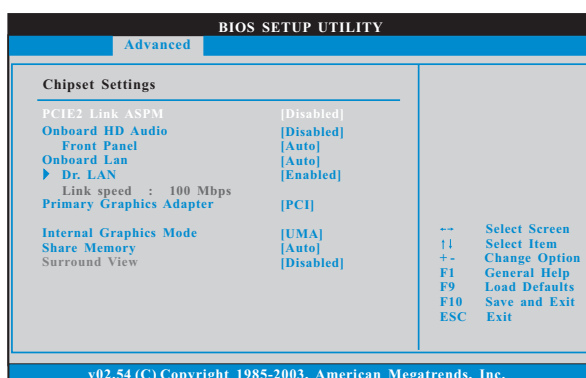 BIOS SETUP UTILITY
Advanced
Chipset Settings
PCIE2 Link ASPM [Disabled]
Onboard HD Audio [Disabled]
Front Panel [Auto]
Onboard Lan [Auto]
Dr. LAN [Enabled]
Link speed : 100 Mbps
Primary Graphics Adapter [PCI]
Internal Graphics Mode [UMA]
Share Memory [Auto]
Surround View [Disabled]
←→ Select Screen
↑↓ Select Item
+ - Change Option
F1 General Help
F9 Load Defaults
F10 Save and Exit
ESC Exit
v02.54 (C) Copyright 1985-2003, American Megatrends, Inc.